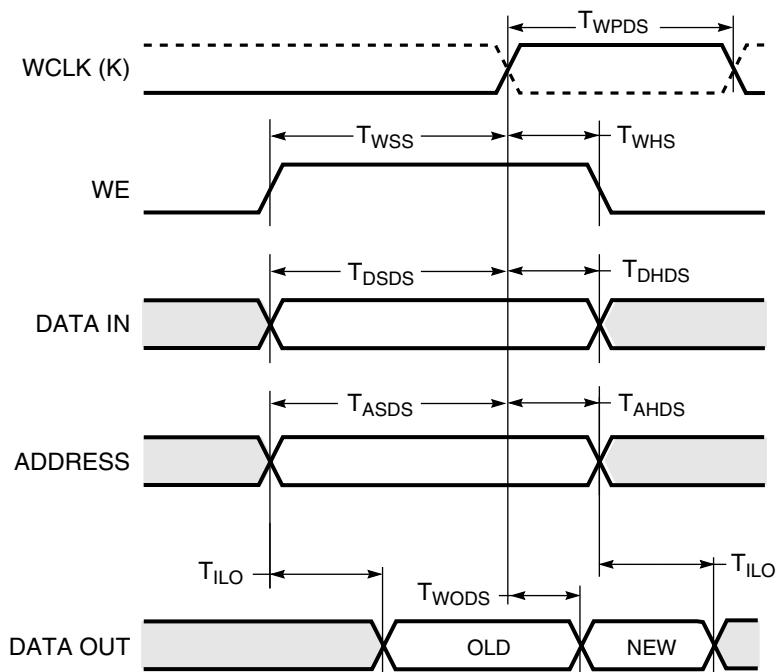 T_WPDS
WCLK (K)
T_WSS T_WHS
WE
T_DSDS T_DHDS
DATA IN
T_ASDS T_AHDS
ADDRESS
T_ILO T_ILO
T_WODS
DATA OUT OLD NEW